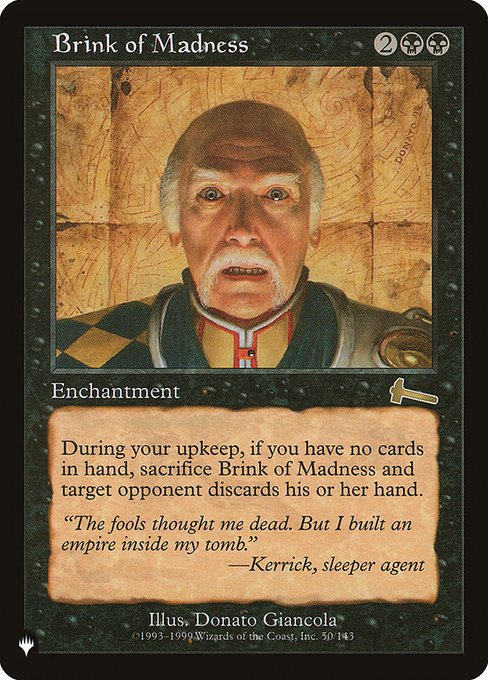 Brink of Madness 2
DONATO 98
Enchantment
During your upkeep, if you have no cards
in hand, sacrifice Brink of Madness and
target opponent discards his or her hand.
“The fools thought me dead. But I built an
empire inside my tomb.”
—Kerrick, sleeper agent
Illus. Donato Giancola
©1993-1999 Wizards of the Coast, Inc. 50/143